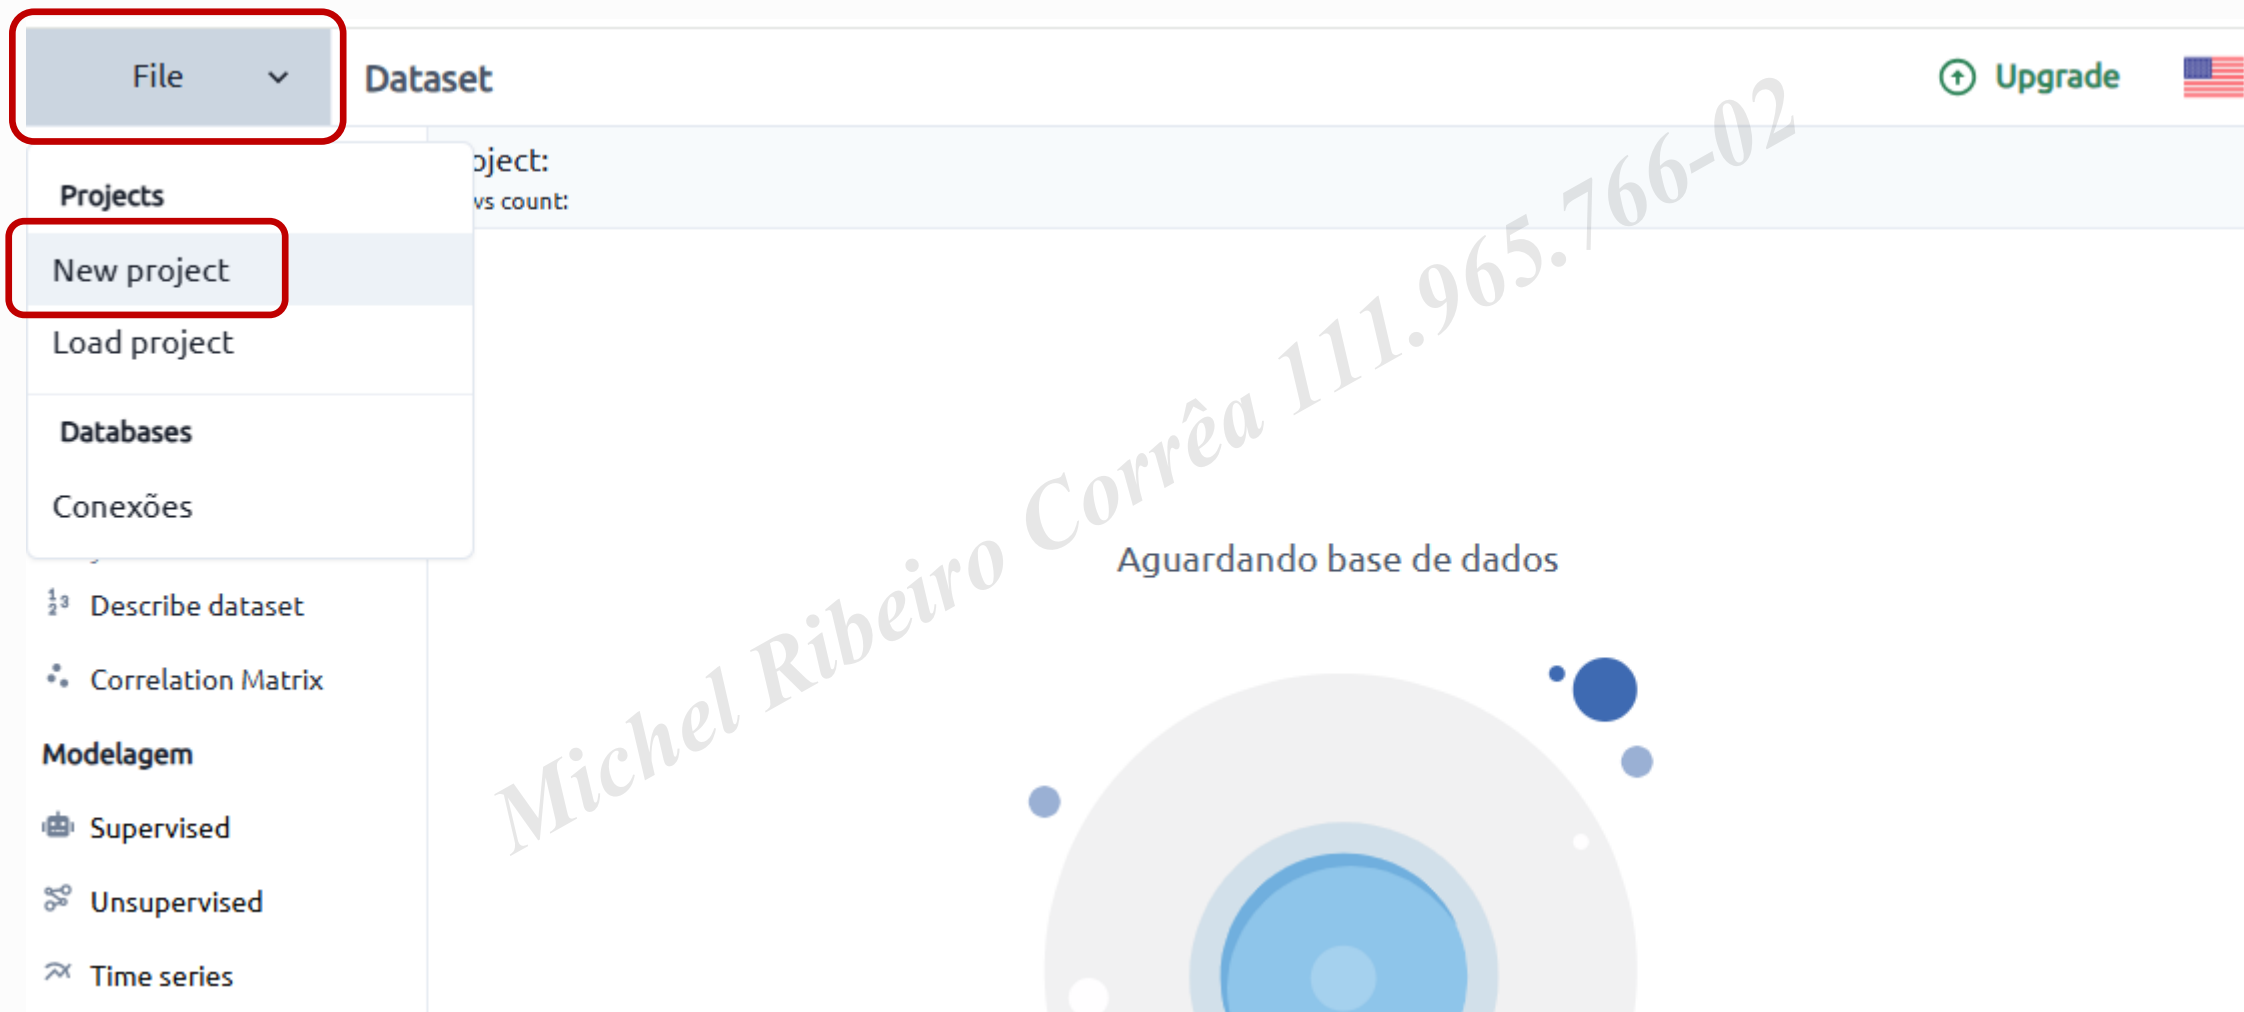 File
Dataset
Upgrade
Projects
oject:
ws count:
New project
Load project
Databases
Conexões
Aguardando base de dados
Describe dataset
Correlation Matrix
Modelagem
Supervised
Unsupervised
Time series
Michel Ribeiro Corrêa 111.965.766-02